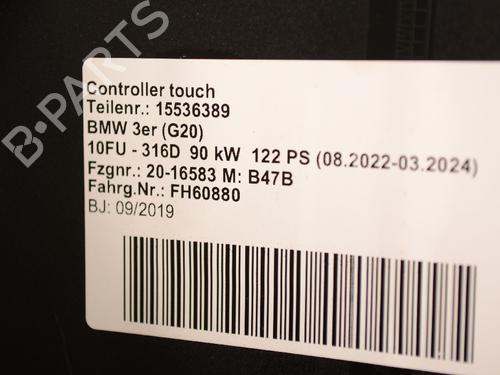 Controller touch
Teilenr.: 15536389
BMW 3er (G20)
10FU - 316D 90 kW 122 PS (08.2022-03.2024)
Fzgnr.: 20-16583 M: B47B
Fahrg.Nr.: FH60880
BJ: 09/2019
B-PARTS